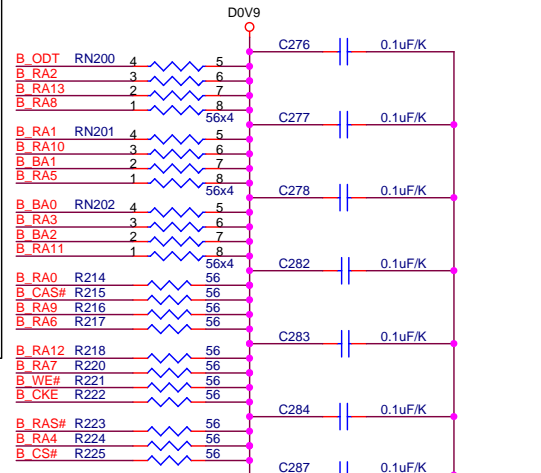 D0V9
C276 0.1uF/K
B_ODT RN200 4 5
B_RA2 3 6
B_RA13 2 7
B_RA8 1 8
56x4
C277 0.1uF/K
B_RA1 RN201 4 5
B_RA10 3 6
B_BA1 2 7
B_RA5 1 8
56x4
C278 0.1uF/K
B_BA0 RN202 4 5
B_RA3 3 6
B_BA2 2 7
B_RA11 1 8
56x4
C282 0.1uF/K
B_RA0 R214 56
B_CAS# R215 56
B_RA9 R216 56
B_RA6 R217 56
C283 0.1uF/K
B_RA12 R218 56
B_RA7 R220 56
B_WE# R221 56
B_CKE R222 56
C284 0.1uF/K
B_RAS# R223 56
B_RA4 R224 56
B_CS# R225 56
C287 0.1uF/K